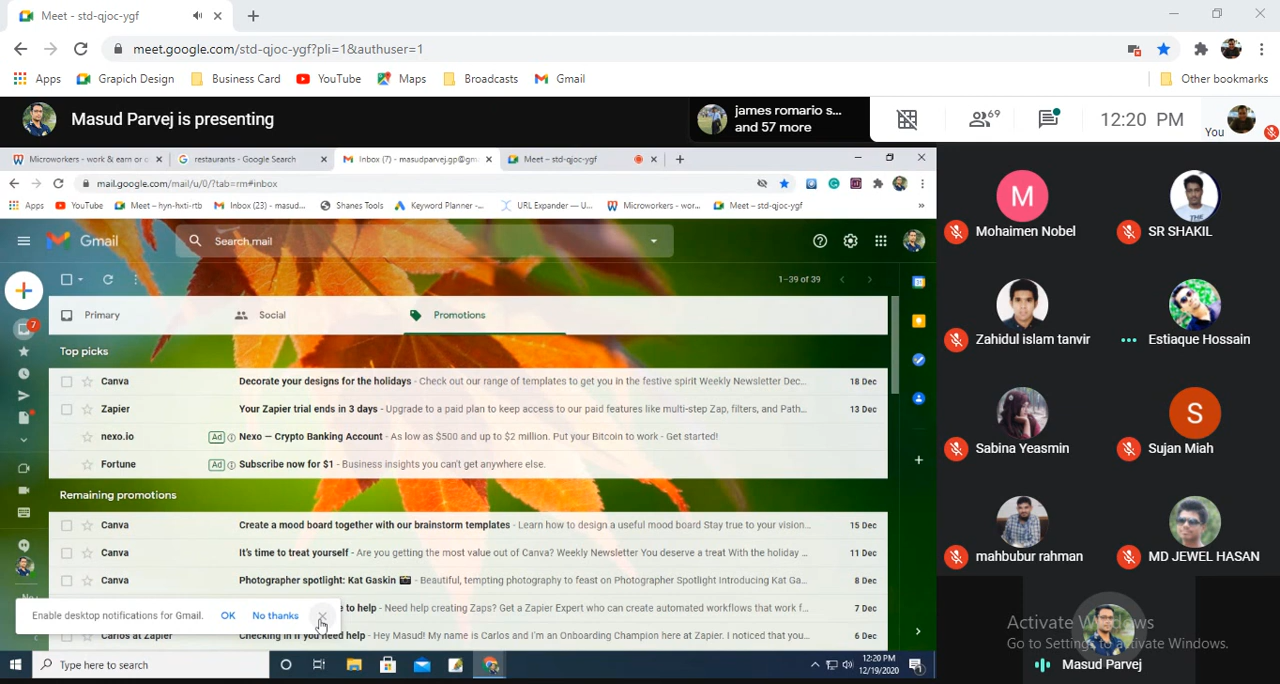 Meet - std-qjoc-ygf
meet.google.com/std-qjoc-ygf?pli=1&authuser=1
Apps Grapich Design Business Card YouTube Maps Broadcasts Gmail Other bookmarks
Masud Parvej is presenting
james romario s...
and 57 more
69
12:20 PM
You
Microworkers - work & earn or c restaurants - Google Search Inbox (7) - masudparvej.gp@gm Meet – std-qjoc-ygf
mail.google.com/mail/u/0/?tab=rm#inbox
Apps YouTube Meet – hyn-hxti-rtb Inbox (23) - masud... Shanes Tools Keyword Planner -... URL Expander — U... Microworkers - wor... Meet – std-qjoc-ygf »
Gmail
Search mail
1–39 of 39
7
Primary Social Promotions
Top picks
Canva Decorate your designs for the holidays - Check out our range of templates to get you in the festive spirit Weekly Newsletter Dec... 18 Dec
Zapier Your Zapier trial ends in 3 days - Upgrade to a paid plan to keep access to our paid features like multi-step Zap, filters, and Path... 13 Dec
nexo.io Ad Nexo — Crypto Banking Account - As low as $500 and up to $2 million. Put your Bitcoin to work - Get started!
Fortune Ad Subscribe now for $1 - Business insights you can't get anywhere else.
Remaining promotions
Canva Create a mood board together with our brainstorm templates - Learn how to design a useful mood board Stay true to your vision... 15 Dec
Canva It's time to treat yourself - Are you getting the most value out of Canva? Weekly Newsletter You deserve a treat With the holiday ... 11 Dec
Canva Photographer spotlight: Kat Gaskin - Beautiful, tempting photography to feast on Photographer Spotlight Introducing Kat Ga... 8 Dec
e to help - Need help creating Zaps? Get a Zapier Expert who can create automated workflows that work f... 7 Dec
Enable desktop notifications for Gmail. OK No thanks
Carlos at Zapier Checking in if you need help - Hey Masud! My name is Carlos and I'm an Onboarding Champion here at Zapier. I noticed that you... 6 Dec
Type here to search
12:20 PM
12/19/2020
M
Mohaimen Nobel
THE
SR SHAKIL
Zahidul islam tanvir
Estiaque Hossain
Sabina Yeasmin
S
Sujan Miah
mahbubur rahman
MD JEWEL HASAN
Activate Windows
Go to Settings to activate Windows.
Masud Parvej